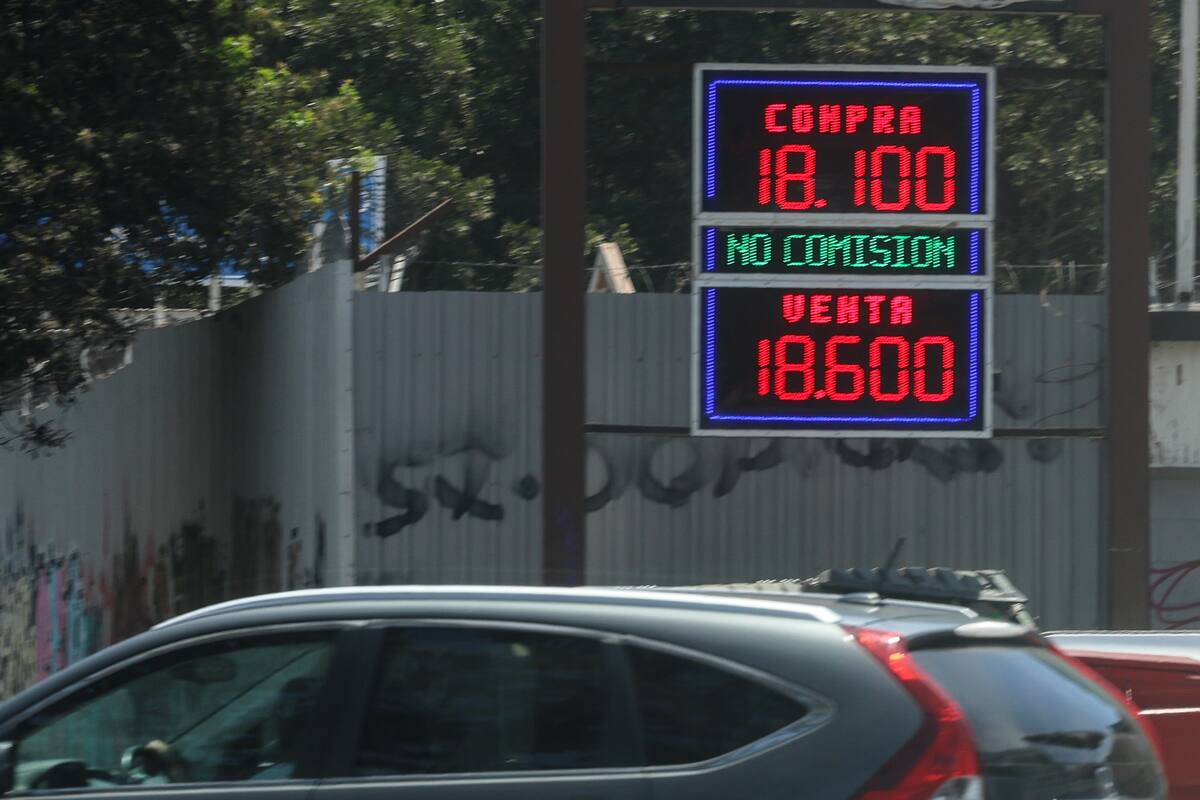 COMPRA
18.100
NO COMISION
VENTA
18.600